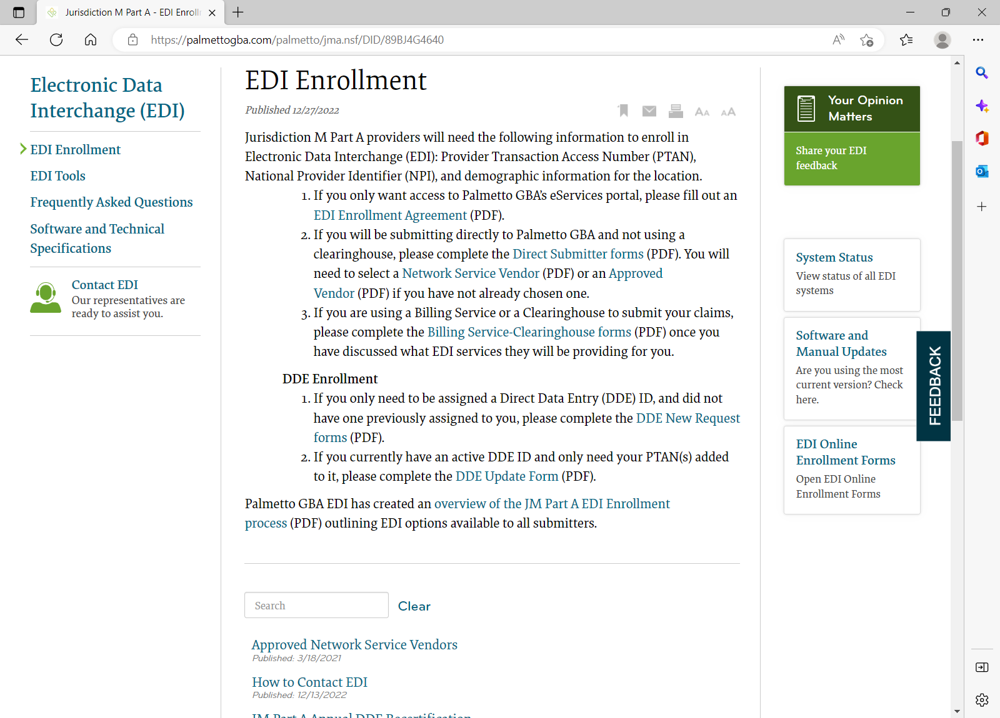 Jurisdiction M Part A - EDI Enrolln
https://palmettogba.com/palmetto/jma.nsf/DID/89BJ4G4640
Electronic Data
Interchange (EDI)
EDI Enrollment
EDI Tools
Frequently Asked Questions
Software and Technical
Specifications
Contact EDI
Our representatives are
ready to assist you.
EDI Enrollment
Published 12/27/2022
Jurisdiction M Part A providers will need the following information to enroll in
Electronic Data Interchange (EDI): Provider Transaction Access Number (PTAN),
National Provider Identifier (NPI), and demographic information for the location.
1. If you only want access to Palmetto GBA’s eServices portal, please fill out an
EDI Enrollment Agreement (PDF).
2. If you will be submitting directly to Palmetto GBA and not using a
clearinghouse, please complete the Direct Submitter forms (PDF). You will
need to select a Network Service Vendor (PDF) or an Approved
Vendor (PDF) if you have not already chosen one.
3. If you are using a Billing Service or a Clearinghouse to submit your claims,
please complete the Billing Service-Clearinghouse forms (PDF) once you
have discussed what EDI services they will be providing for you.
DDE Enrollment
1. If you only need to be assigned a Direct Data Entry (DDE) ID, and did not
have one previously assigned to you, please complete the DDE New Request
forms (PDF).
2. If you currently have an active DDE ID and only need your PTAN(s) added
to it, please complete the DDE Update Form (PDF).
Palmetto GBA EDI has created an overview of the JM Part A EDI Enrollment
process (PDF) outlining EDI options available to all submitters.
Search
Clear
Approved Network Service Vendors
Published: 3/18/2021
How to Contact EDI
Published: 12/13/2022
JM Part A Annual DDE Recertification
Your Opinion
Matters
Share your EDI
feedback
System Status
View status of all EDI
systems
Software and
Manual Updates
Are you using the most
current version? Check
here.
EDI Online
Enrollment Forms
Open EDI Online
Enrollment Forms
FEEDBACK